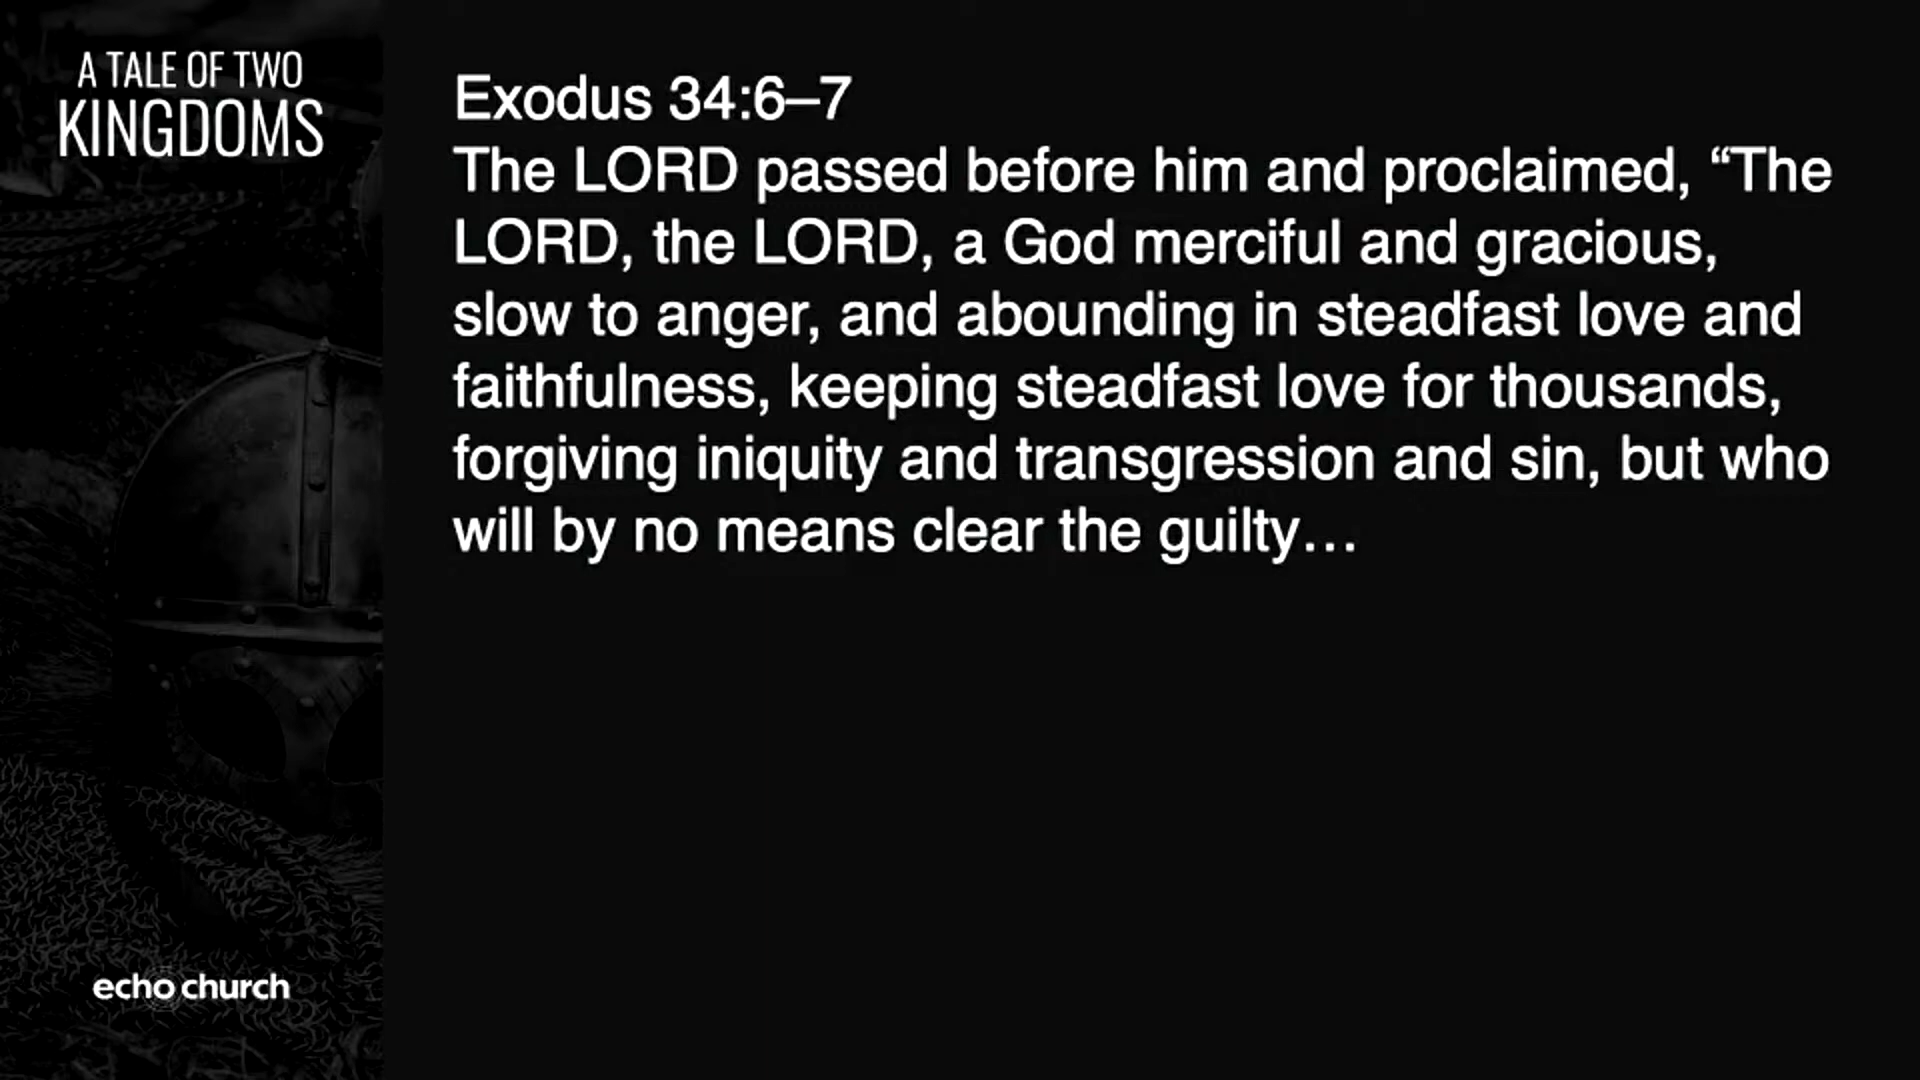 A TALE OF TWO
KINGDOMS
Exodus 34:6–7
The LORD passed before him and proclaimed, “The
LORD, the LORD, a God merciful and gracious,
slow to anger, and abounding in steadfast love and
faithfulness, keeping steadfast love for thousands,
forgiving iniquity and transgression and sin, but who
will by no means clear the guilty…
echo church